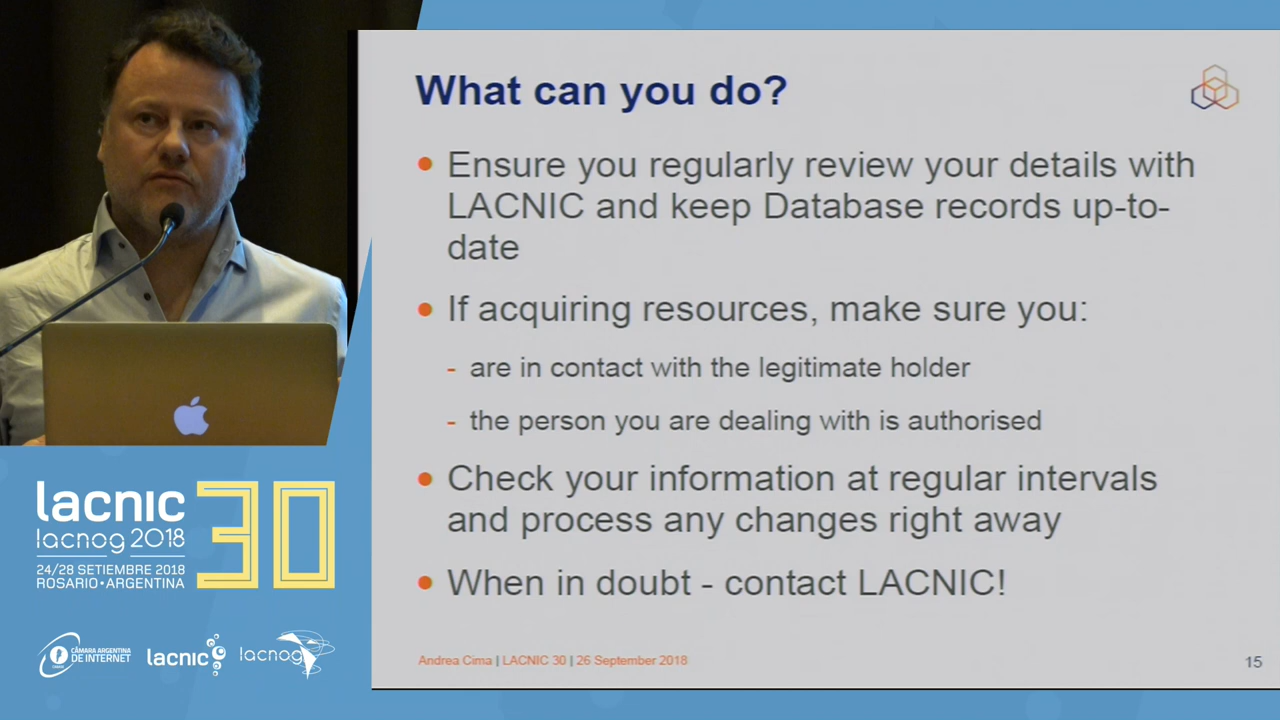 What can you do?
• Ensure you regularly review your details with
LACNIC and keep Database records up-to-
date
• If acquiring resources, make sure you:
- are in contact with the legitimate holder
- the person you are dealing with is authorised
• Check your information at regular intervals
and process any changes right away
• When in doubt - contact LACNIC!
Andrea Cima | LACNIC 30 | 26 September 2018
15
lacnic 30
lacnog 2018
24/28 SETIEMBRE 2018
ROSARIO•ARGENTINA
CÁMARA ARGENTINA
DE INTERNET
lacnic
lacnog